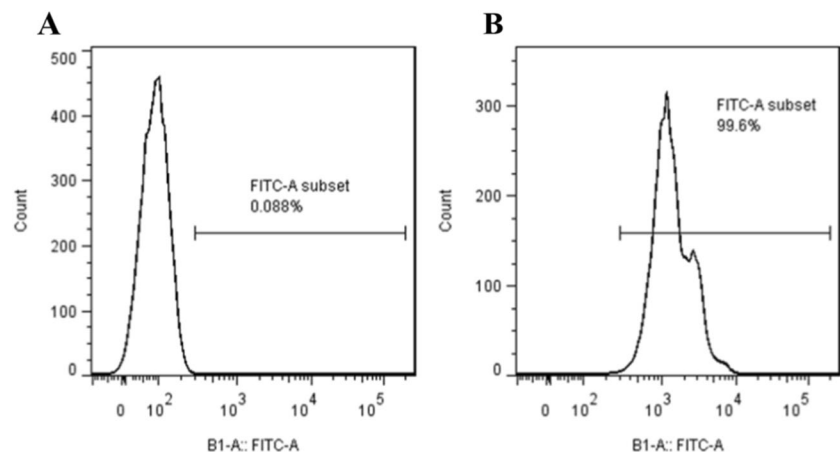 A
500
400
300
200
100
0
Count
FITC-A subset
0.088%
0
10^2
10^3
10^4
10^5
B1-A:: FITC-A
B
300
200
100
0
Count
FITC-A subset
99.6%
0
10^2
10^3
10^4
10^5
B1-A:: FITC-A